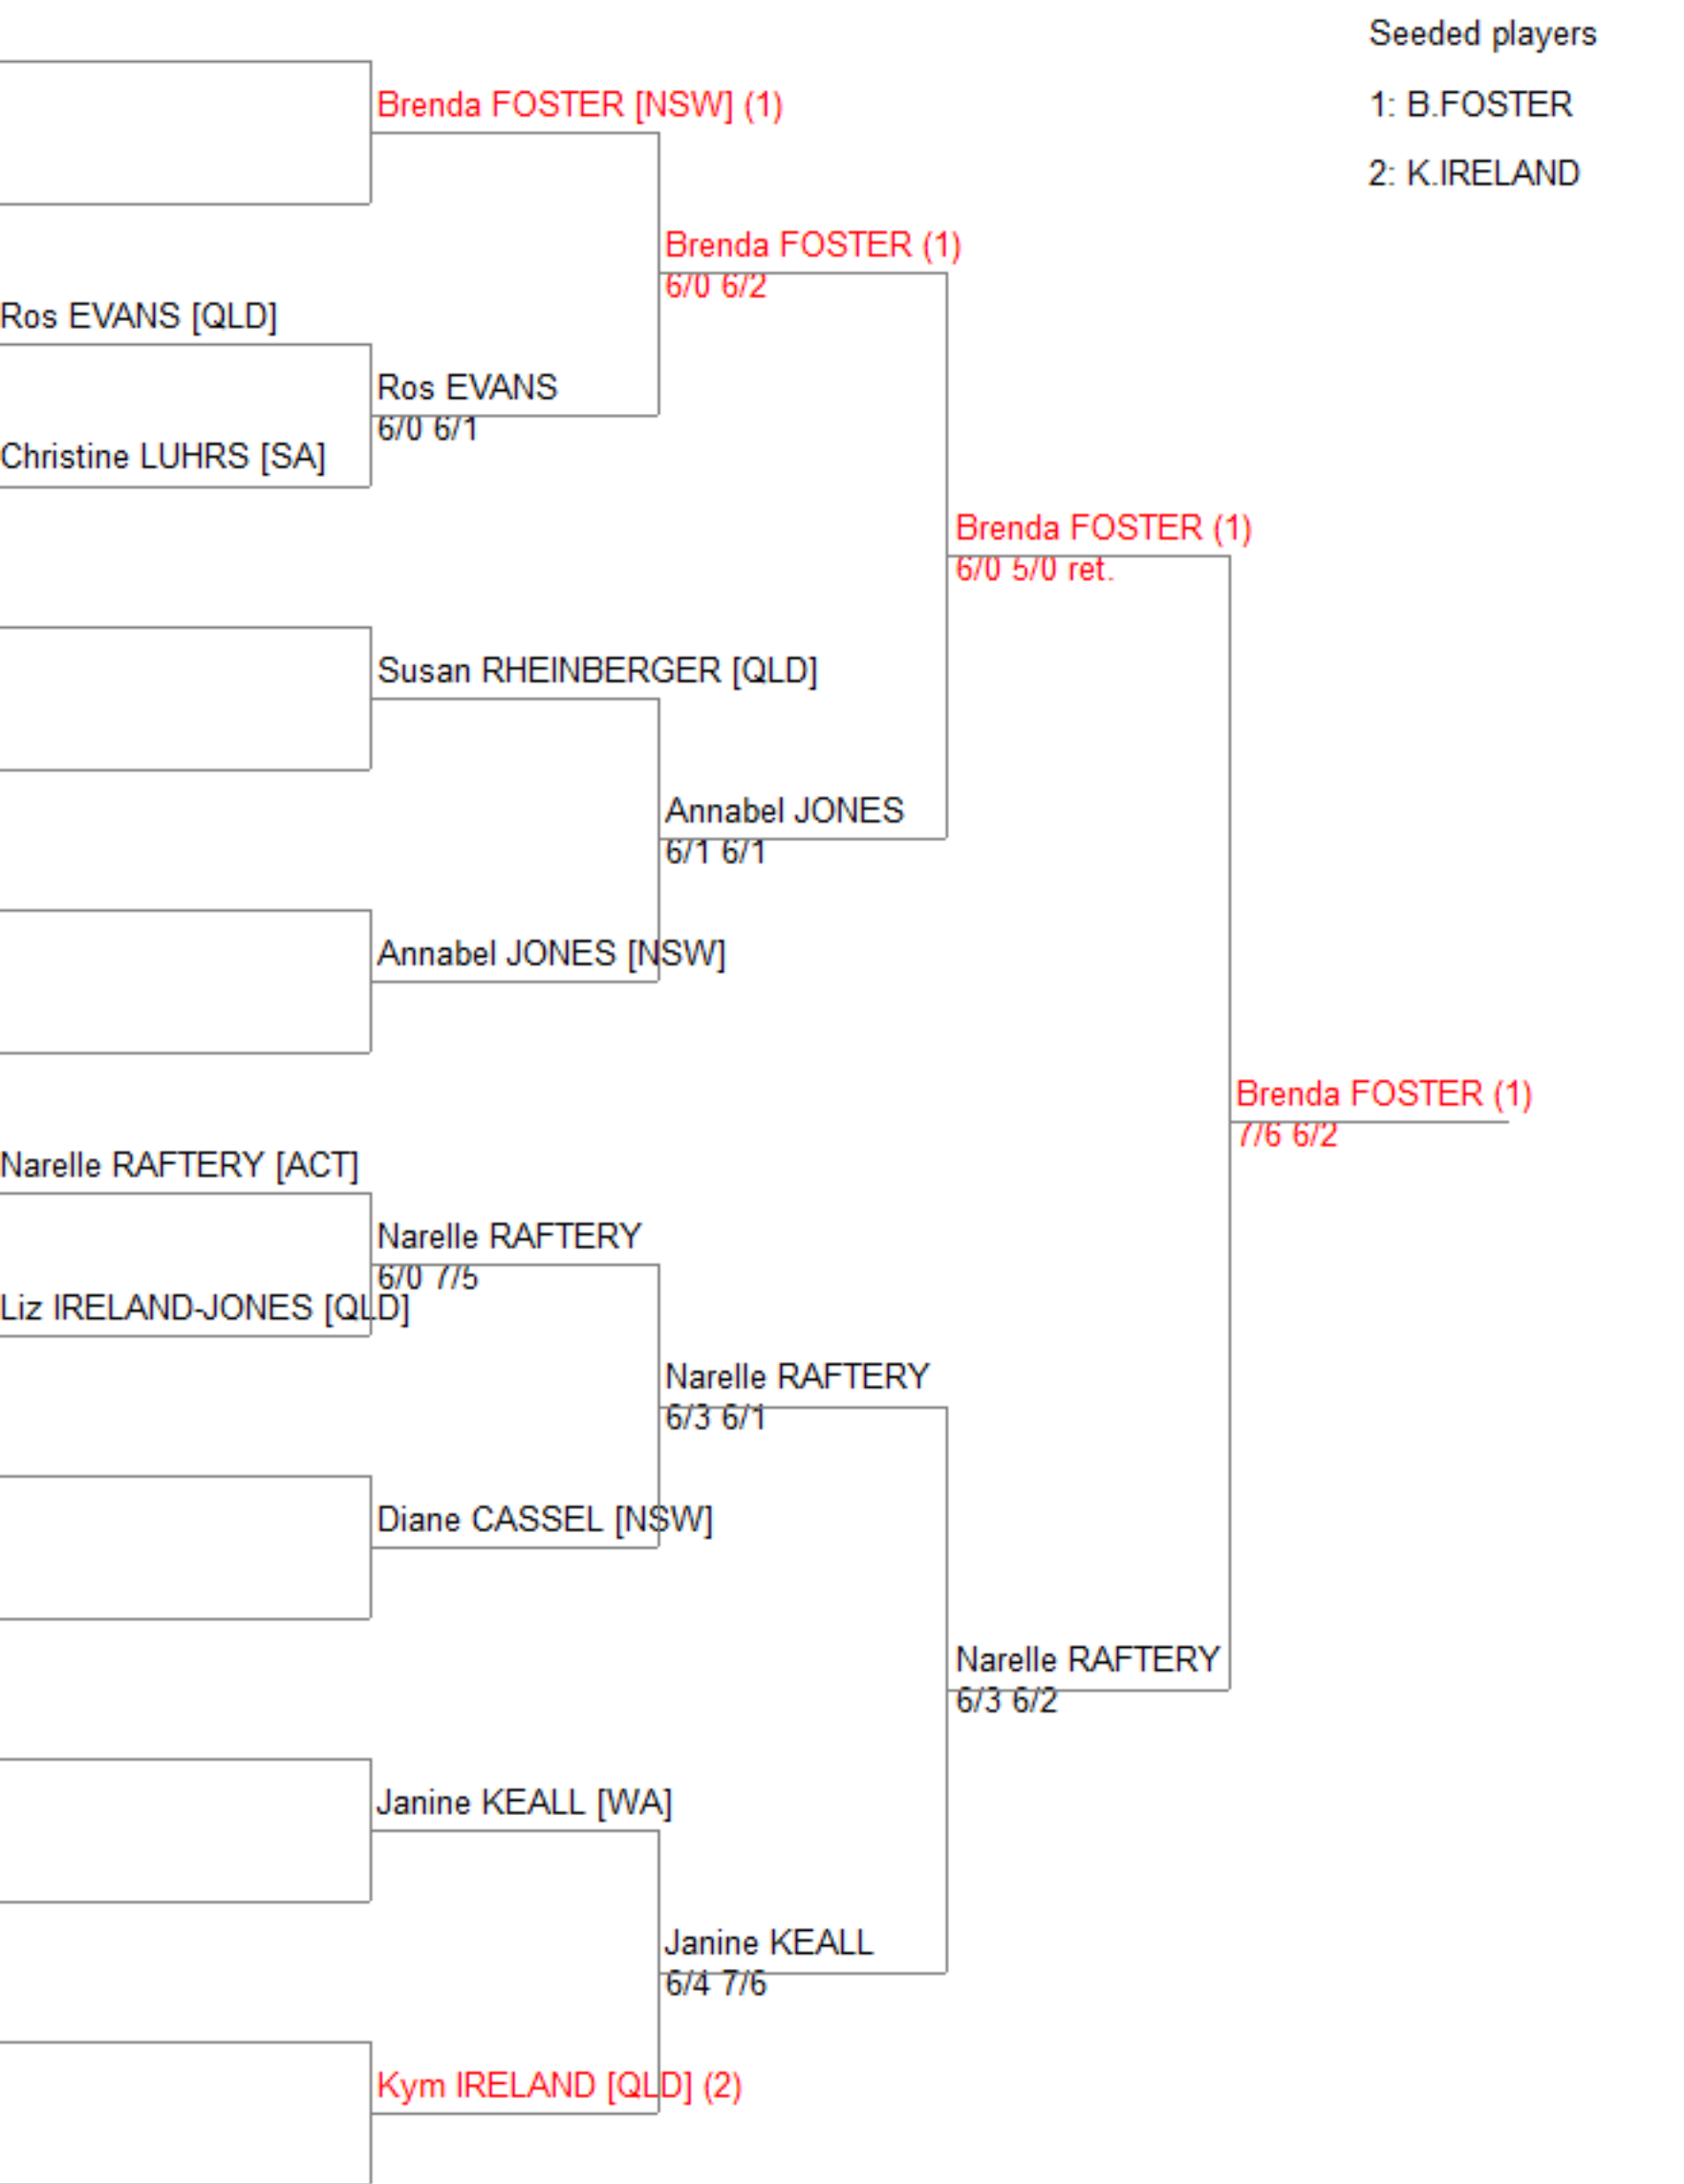 Seeded players
1: B.FOSTER
2: K.IRELAND
Brenda FOSTER [NSW] (1)
Brenda FOSTER (1)
6/0 6/2
Ros EVANS [QLD]
Ros EVANS
6/0 6/1
Christine LUHRS [SA]
Brenda FOSTER (1)
6/0 5/0 ret.
Susan RHEINBERGER [QLD]
Annabel JONES
6/1 6/1
Annabel JONES [NSW]
Brenda FOSTER (1)
7/6 6/2
Narelle RAFTERY [ACT]
Narelle RAFTERY
6/0 7/5
Liz IRELAND-JONES [QLD]
Narelle RAFTERY
6/3 6/1
Diane CASSEL [NSW]
Narelle RAFTERY
6/3 6/2
Janine KEALL [WA]
Janine KEALL
6/4 7/6
Kym IRELAND [QLD] (2)